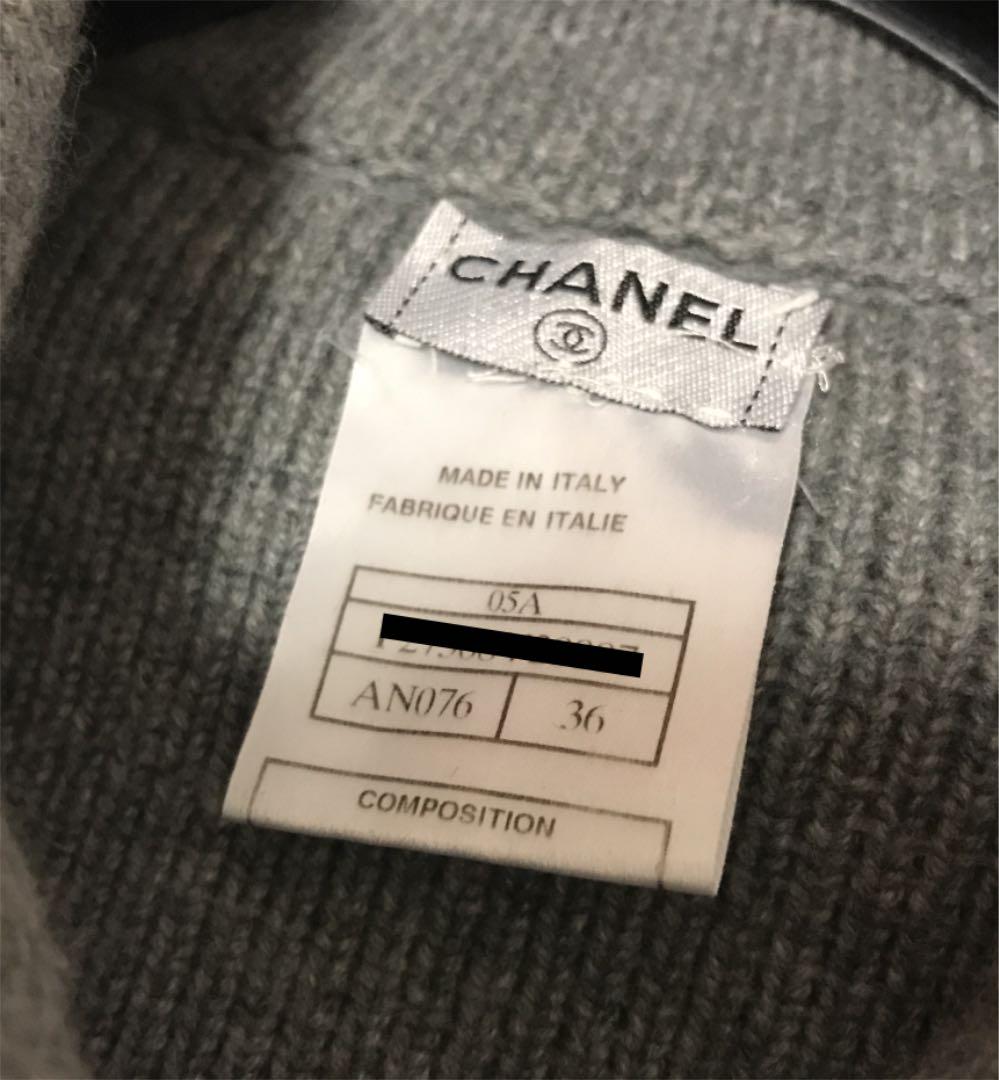 CHANEL
MADE IN ITALY
FABRIQUE EN ITALIE
05A
AN076 36
COMPOSITION